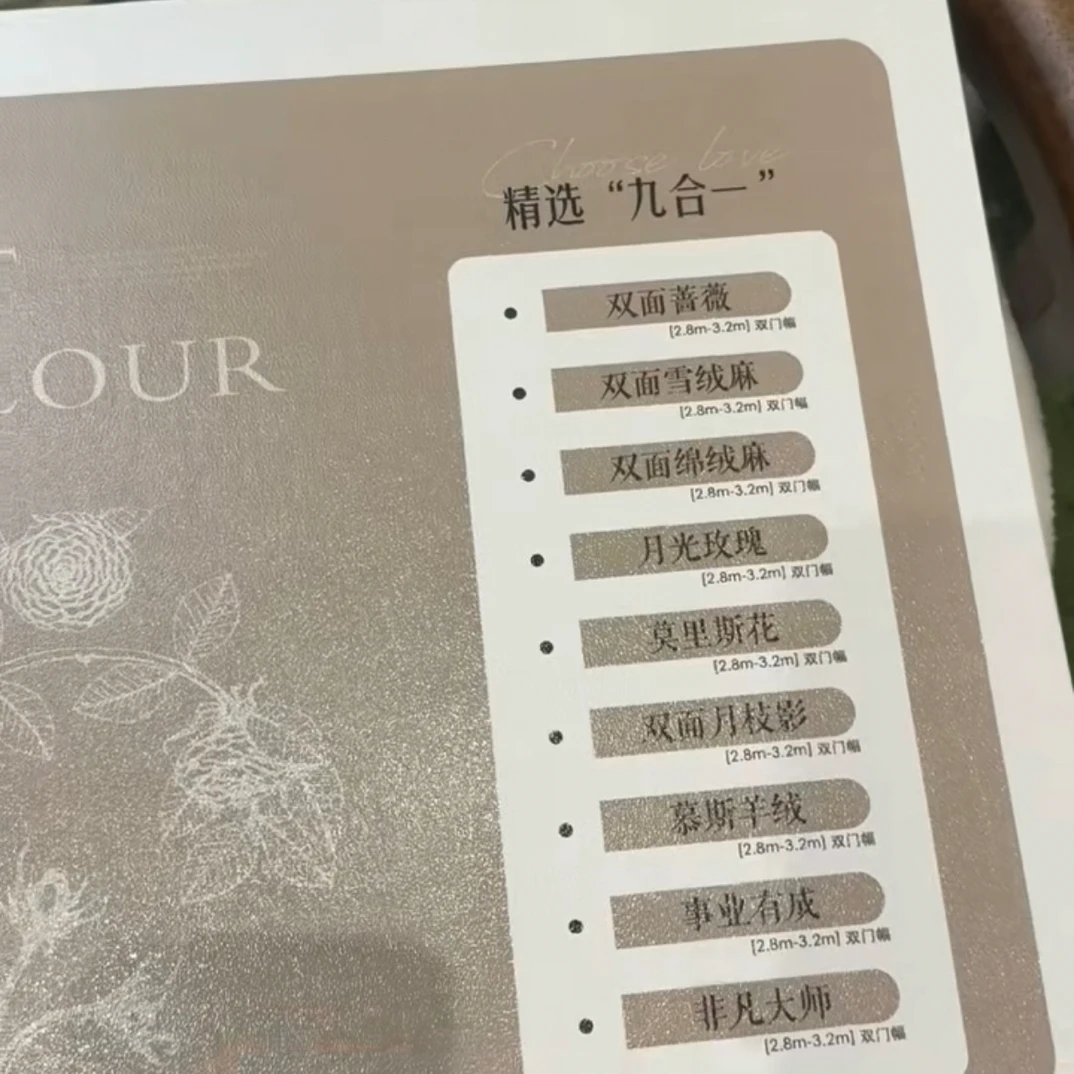 Choose love
精选“九合一”
OUR
双面蔷薇
[2.8m-3.2m] 双门幅
双面雪绒麻
[2.8m-3.2m] 双门幅
双面绵绒麻
[2.8m-3.2m] 双门幅
月光玫瑰
[2.8m-3.2m] 双门幅
莫里斯花
[2.8m-3.2m] 双门幅
双面月枝影
[2.8m-3.2m] 双门幅
慕斯羊绒
[2.8m-3.2m] 双门幅
事业有成
[2.8m-3.2m] 双门幅
非凡大师
[2.8m-3.2m] 双门幅